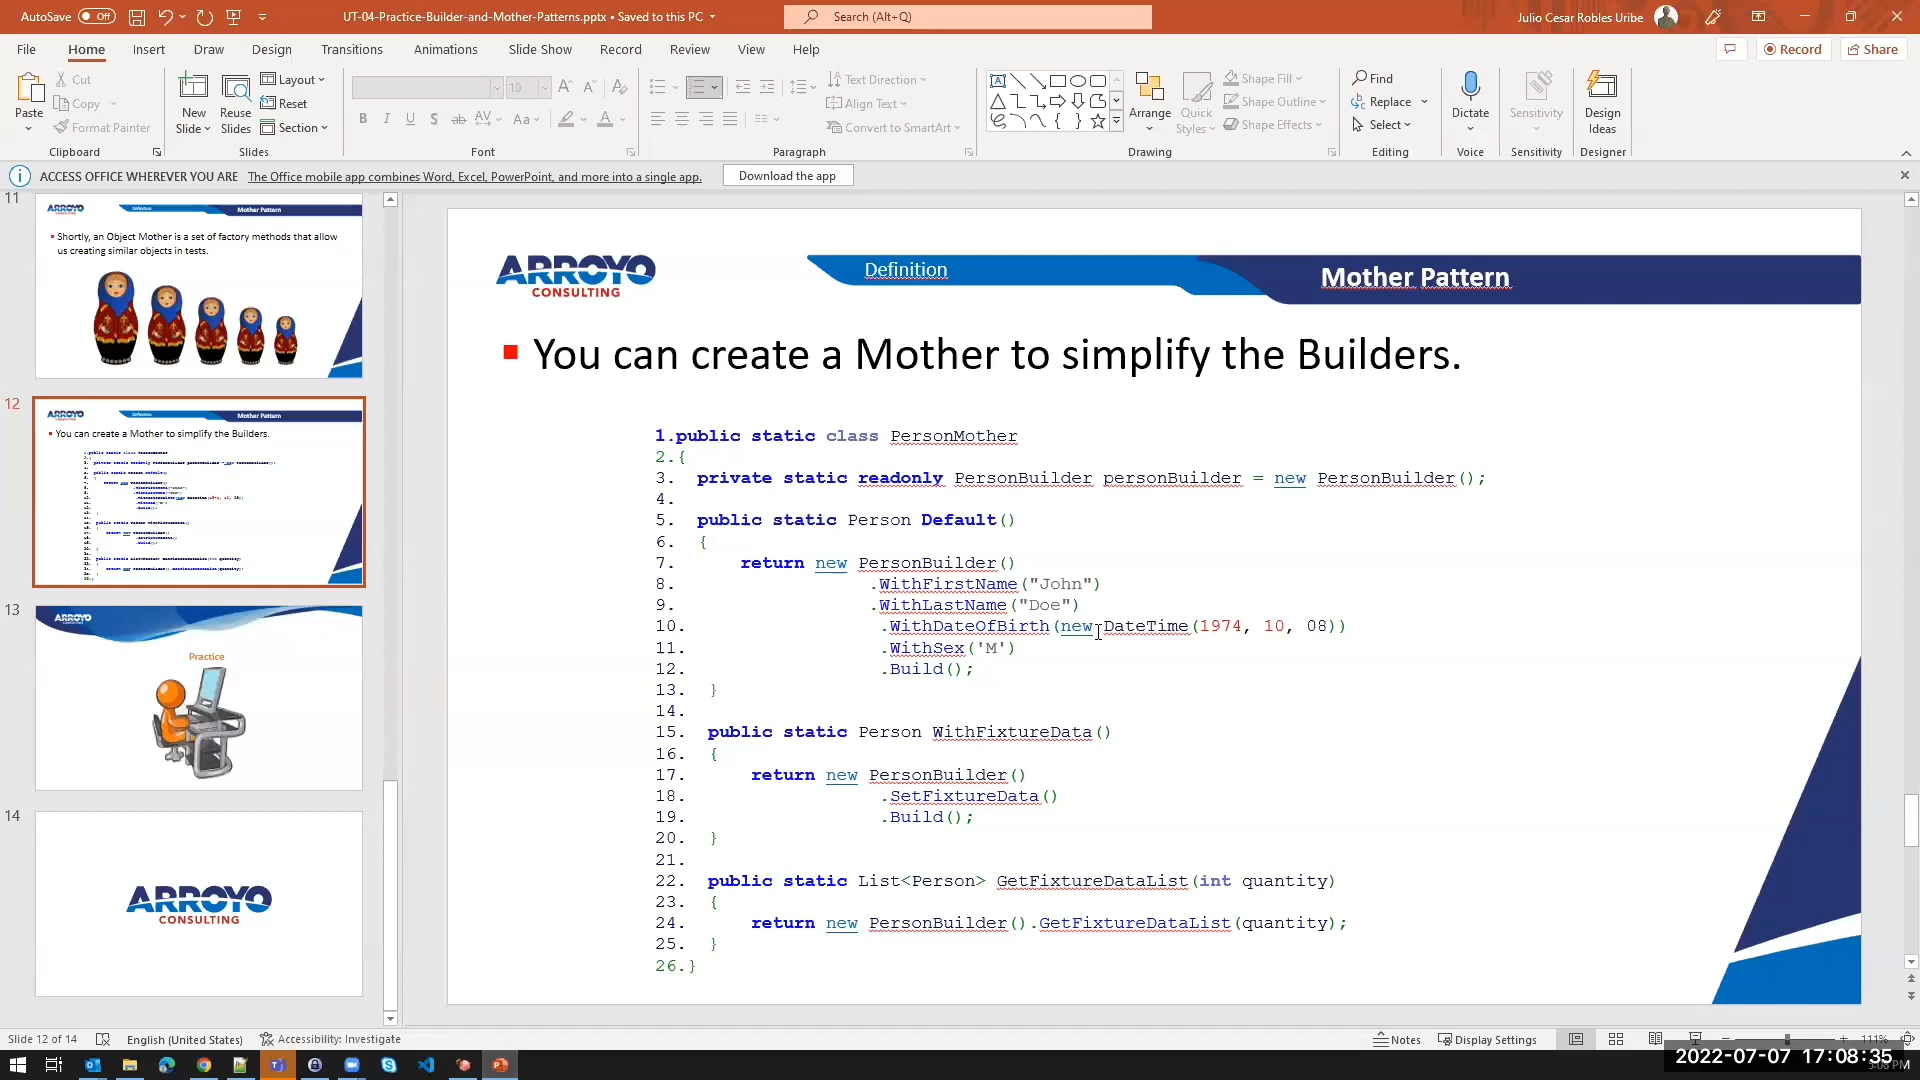 AutoSave Off
UT-04-Practice-Builder-and-Mother-Patterns.pptx • Saved to this PC
Search (Alt+Q)
Julio Cesar Robles Uribe
File Home Insert Draw Design Transitions Animations Slide Show Record Review View Help
Record Share
Paste
Cut
Copy
Format Painter
Clipboard
New Slide
Reuse Slides
Layout
Reset
Section
Slides
10
Font
Text Direction
Align Text
Convert to SmartArt
Paragraph
Arrange
Quick Styles
Shape Fill
Shape Outline
Shape Effects
Drawing
Find
Replace
Select
Editing
Dictate
Voice
Sensitivity
Sensitivity
Design Ideas
Designer
ACCESS OFFICE WHEREVER YOU ARE The Office mobile app combines Word, Excel, PowerPoint, and more into a single app. Download the app
11
ARROYO Definition Mother Pattern
Shortly, an Object Mother is a set of factory methods that allow
us creating similar objects in tests.
12
ARROYO Definition Mother Pattern
You can create a Mother to simplify the Builders.
13
ARROYO
Practice
14
ARROYO
CONSULTING
ARROYO
CONSULTING
Definition
Mother Pattern
You can create a Mother to simplify the Builders.
1.public static class PersonMother
2.{
3. private static readonly PersonBuilder personBuilder = new PersonBuilder();
4.
5. public static Person Default()
6. {
7. return new PersonBuilder()
8. .WithFirstName("John")
9. .WithLastName("Doe")
10. .WithDateOfBirth(new DateTime(1974, 10, 08))
11. .WithSex('M')
12. .Build();
13. }
14.
15. public static Person WithFixtureData()
16. {
17. return new PersonBuilder()
18. .SetFixtureData()
19. .Build();
20. }
21.
22. public static List<Person> GetFixtureDataList(int quantity)
23. {
24. return new PersonBuilder().GetFixtureDataList(quantity);
25. }
26.}
Slide 12 of 14 English (United States) Accessibility: Investigate
Notes Display Settings 111%
2022-07-07 17:08:35